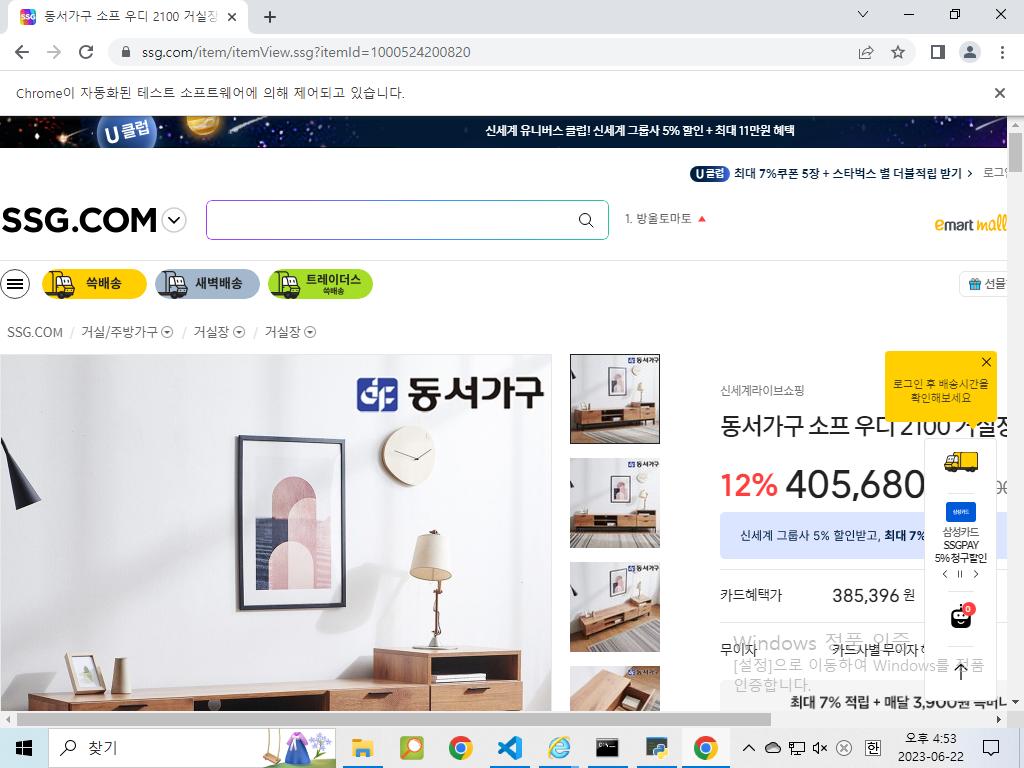 동서가구 소프 우디 2100 거실장
ssg.com/item/itemView.ssg?itemId=1000524200820
Chrome이 자동화된 테스트 소프트웨어에 의해 제어되고 있습니다.
U 클럽
신세계 유니버스 클럽! 신세계 그룹사 5% 할인 + 최대 11만원 혜택
U 클럽 최대 7%쿠폰 5장 + 스타벅스 별 더블적립 받기 > 로그인
SSG.COM
1. 방울토마토
emart mall
쓱배송
새벽배송
트레이더스
쓱배송
선물
SSG.COM / 거실/주방가구 / 거실장 / 거실장
동서가구
신세계라이브쇼핑
로그인 후 배송시간을
확인해보세요
동서가구 소프 우디 2100 거실장
12% 405,680
신세계 그룹사 5% 할인받고, 최대 7%
삼성카드
삼성카드
SSGPAY
5% 청구할인
카드혜택가 385,396 원
0
무이자 카드사별 무이자
Windows 정품 인증
[설정]으로 이동하여 Windows를 정품
인증합니다.
최대 7% 적립 + 매달 3,900원 특머니
찾기
오후 4:53
한
2023-06-22